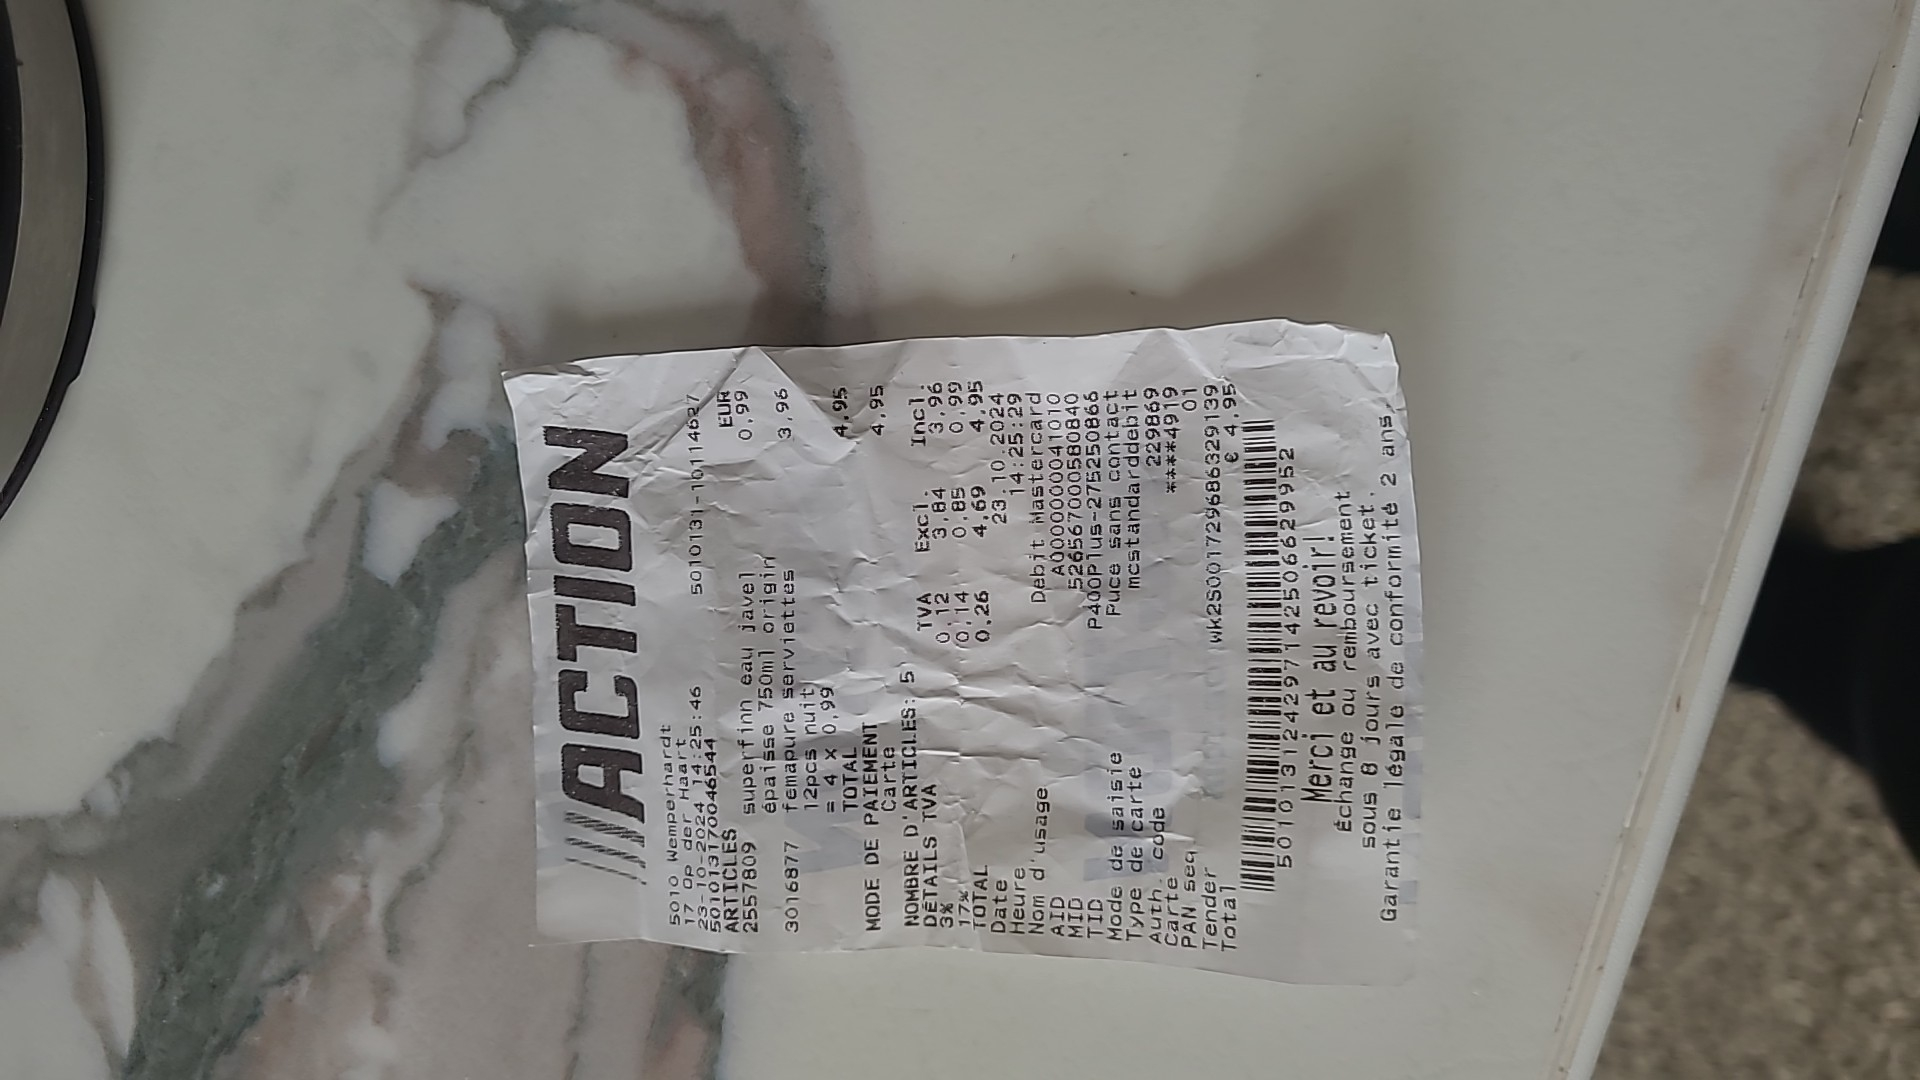 ACTION
5010 Wemperhardt
17 Op der Haart
23-10-2024 14:25:46 5010131-10114627
5010131700046544
ARTICLES EUR
2557809 superfinn eau javel 0,99
épaisse 750ml origin
3016877 femapure serviettes 3,96
12pcs nuit
= 4 x 0,99
TOTAL 4,95
MODE DE PAIEMENT
Carte 4,95
NOMBRE D'ARTICLES: 5
DÉTAILS TVA TVA Excl. Incl.
3% 0,12 3,84 3,96
17% 0,14 0,85 0,99
TOTAL 0,26 4,69 4,95
Date 23.10.2024
Heure 14:25:29
Nom d'usage Debit Mastercard
AID A0000000041010
MID 526567000580840
TID P400Plus-275250866
Mode de saisie Puce sans contact
Type de carte mcstandarddebit
Auth. code 229869
Carte ****4919
PAN seq 01
Tender wk25001729686329139
Total € 4.95
501013124297142506629952
Merci et au revoir!
Échange ou remboursement
sous 8 jours avec ticket.
Garantie légale de conformité 2 ans